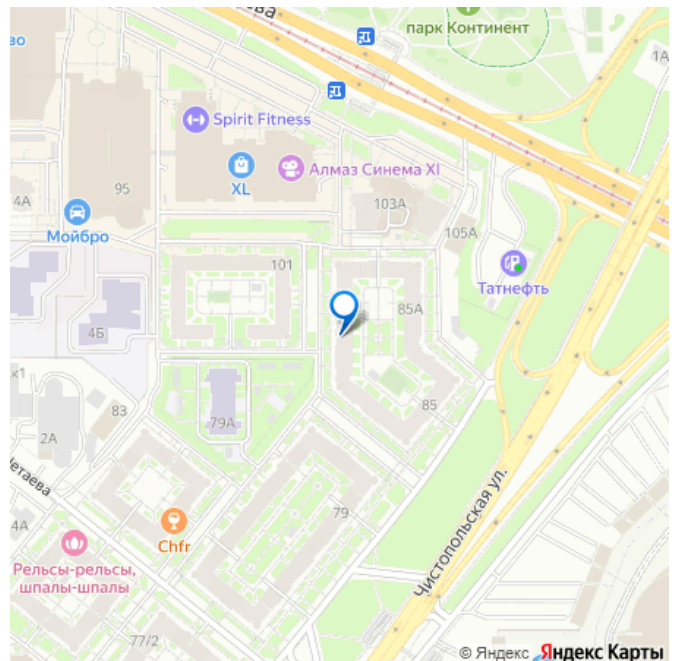 аева
парк Континент
во
1А
Spirit Fitness
XL
Алмаз Синема XI
95
4А
103А
Мойбро
105А
101
Татнефть
85А
4Б
к1
83
79А
85
2А
Четаева
4А
79
Chfr
Рельсы-рельсы,
шпалы-шпалы
Чистопольская ул.
77/2
© Яндекс Яндекс Карты